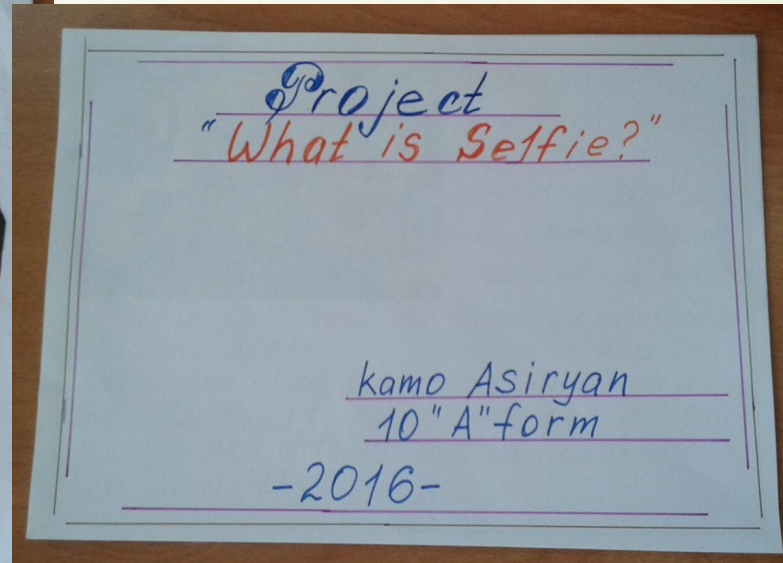 Project
"What is Selfie?"
kamo Asiryan
10 "A" form
-2016-